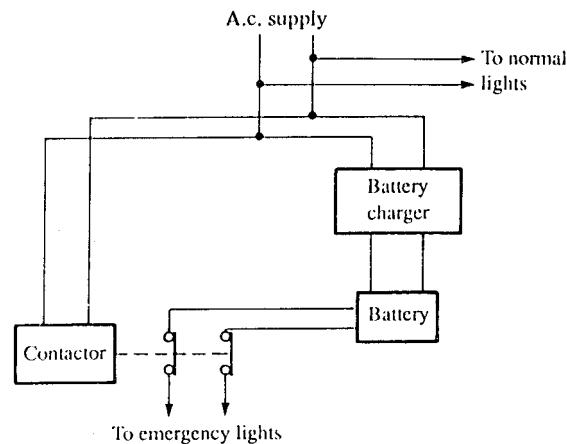 A.c. supply
To normal
lights
Battery
charger
Battery
Contactor
To emergency lights